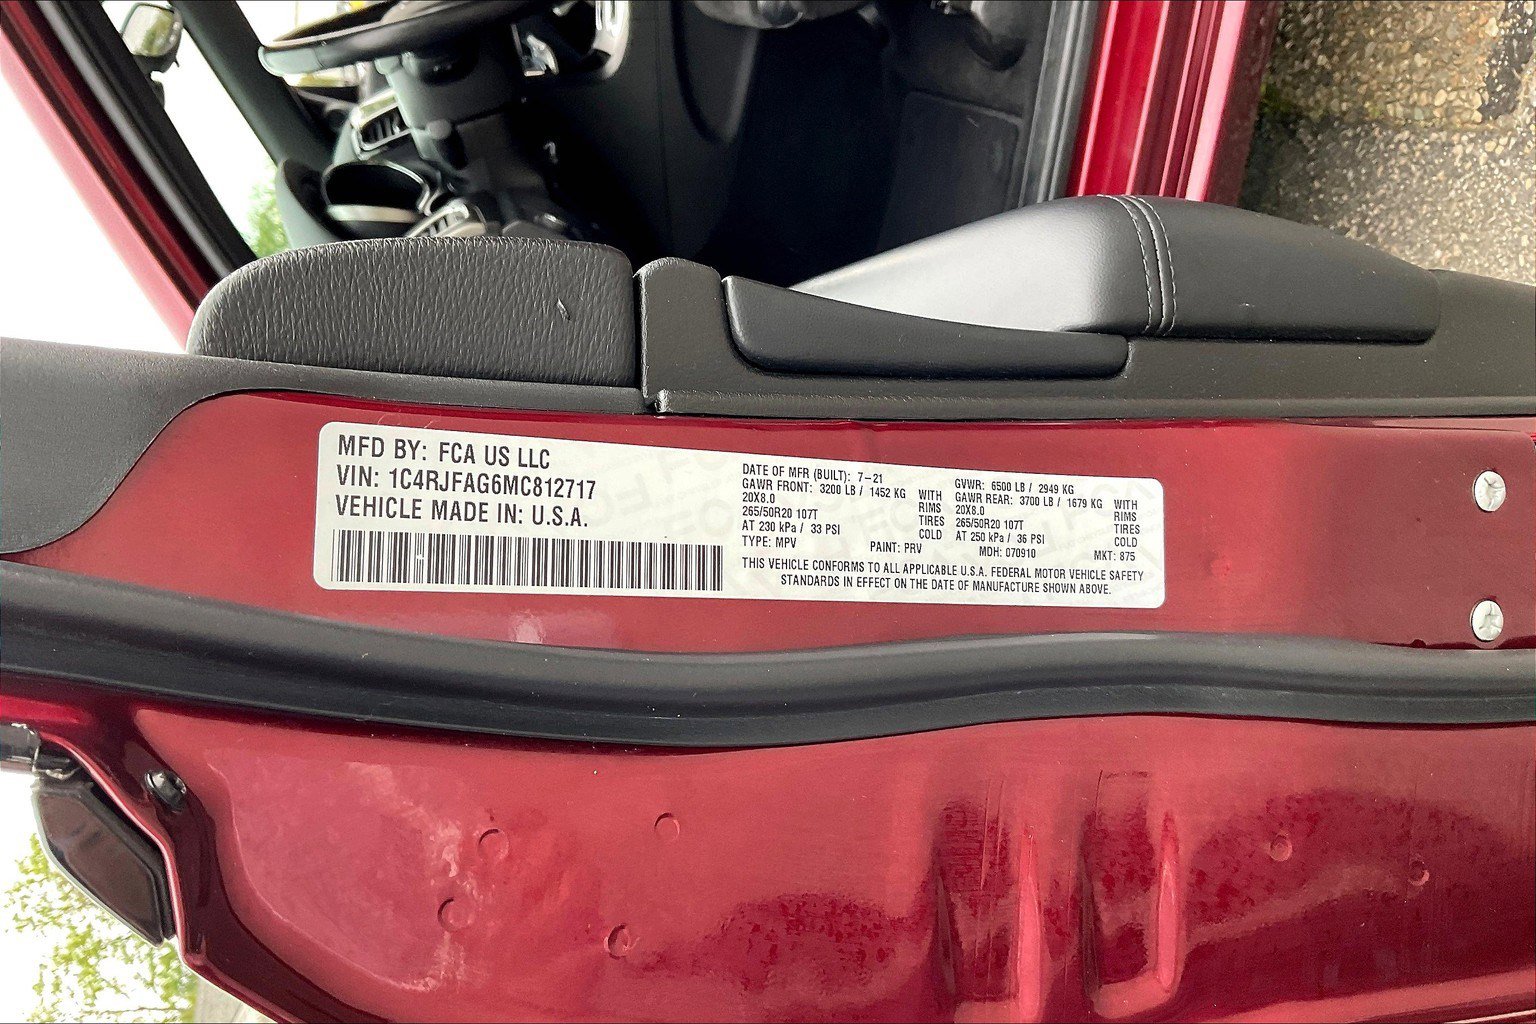 MFD BY: FCA US LLC
VIN: 1C4RJFAG6MC812717
VEHICLE MADE IN: U.S.A.
DATE OF MFR (BUILT): 7-21
GAWR FRONT: 3200 LB / 1452 KG WITH
20X8.0 RIMS
265/50R20 107T TIRES
AT 230 kPa / 33 PSI COLD
TYPE: MPV PAINT: PRV
GVWR: 6500 LB / 2949 KG
GAWR REAR: 3700 LB / 1679 KG WITH
20X8.0 RIMS
265/50R20 107T TIRES
AT 250 kPa / 36 PSI COLD
MDH: 070910 MKT: 875
THIS VEHICLE CONFORMS TO ALL APPLICABLE U.S.A. FEDERAL MOTOR VEHICLE SAFETY
STANDARDS IN EFFECT ON THE DATE OF MANUFACTURE SHOWN ABOVE.